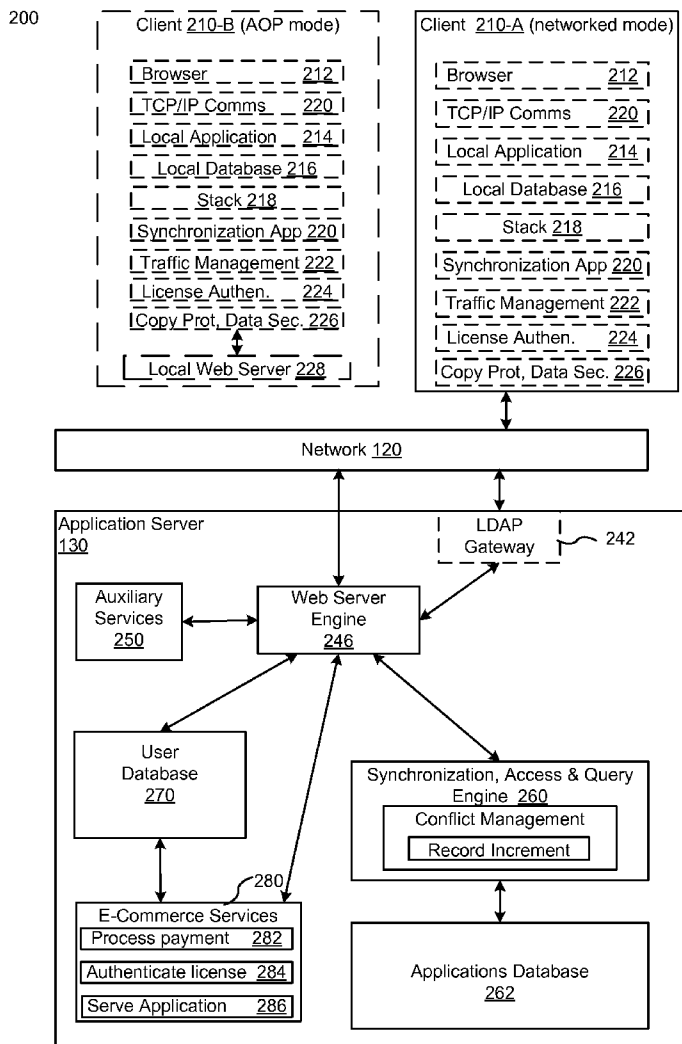 200
Client 210-B (AOP mode)
Browser 212
TCP/IP Comms 220
Local Application 214
Local Database 216
Stack 218
Synchronization App 220
Traffic Management 222
License Authen. 224
Copy Prot, Data Sec. 226
Local Web Server 228
Client 210-A (networked mode)
Browser 212
TCP/IP Comms 220
Local Application 214
Local Database 216
Stack 218
Synchronization App 220
Traffic Management 222
License Authen. 224
Copy Prot, Data Sec. 226
Network 120
Application Server
130
LDAP
Gateway
242
Auxiliary
Services
250
Web Server
Engine
246
User
Database
270
Synchronization, Access & Query
Engine 260
Conflict Management
Record Increment
280
E-Commerce Services
Process payment 282
Authenticate license 284
Serve Application 286
Applications Database
262